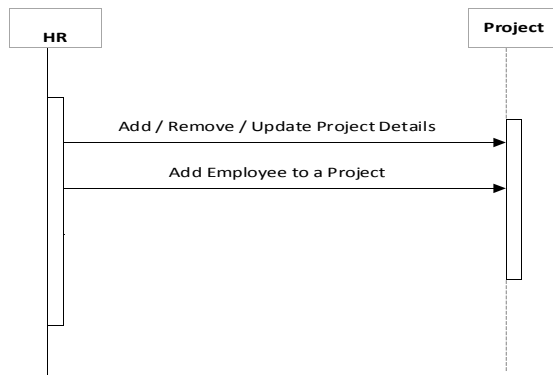 HR
Project
Add / Remove / Update Project Details
Add Employee to a Project